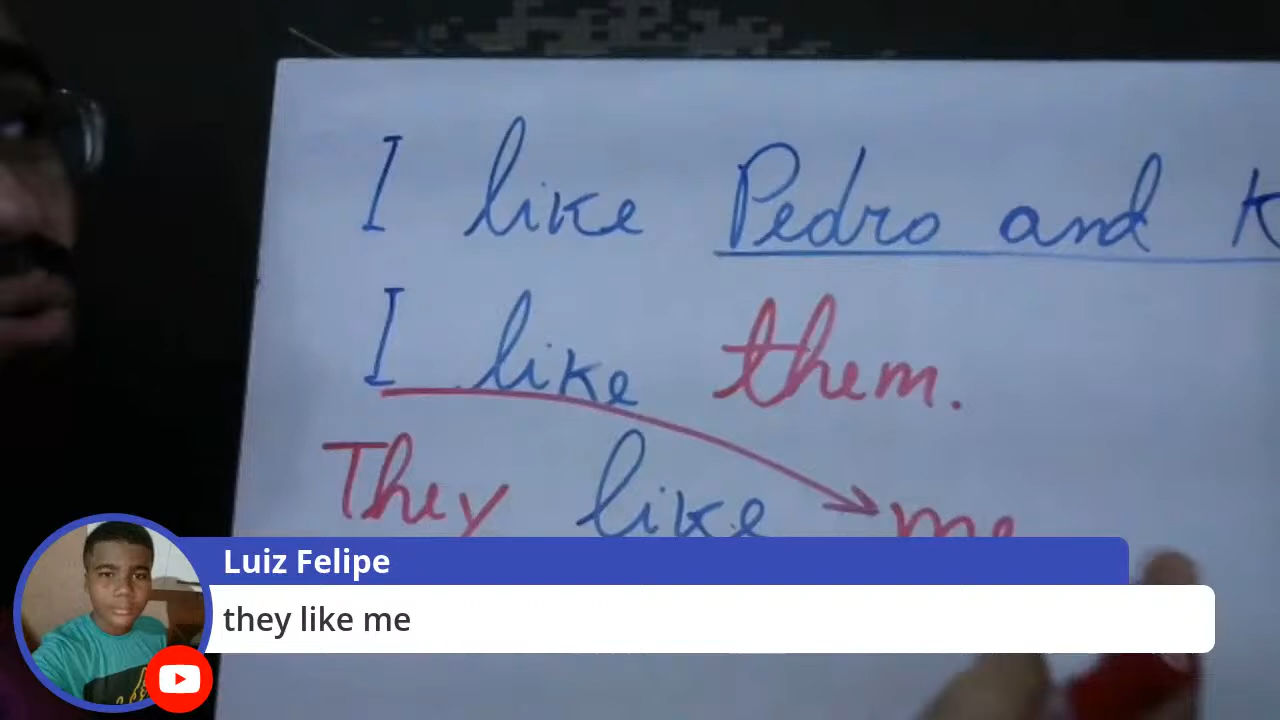 I like Pedro and K
I like them.
They like me
Luiz Felipe
they like me